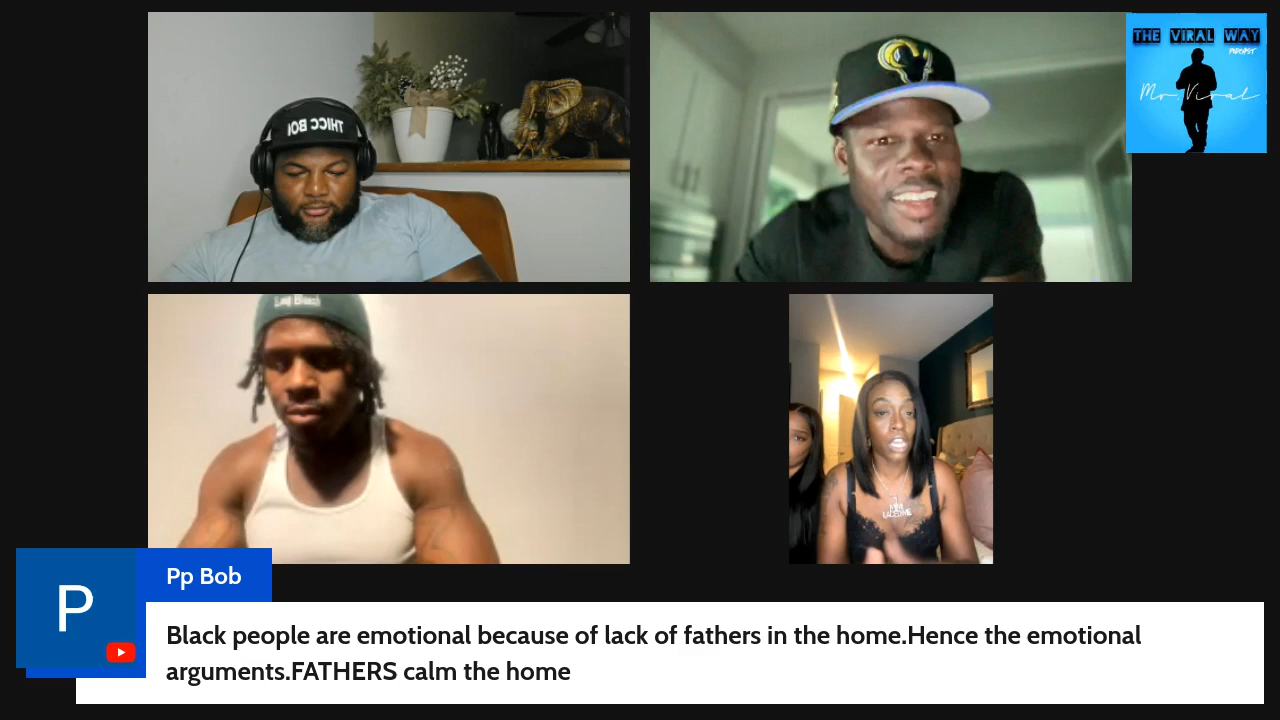 THE VIRAL WAY
PODCAST
Mr. Viral
THICC BOI
P
Pp Bob
Black people are emotional because of lack of fathers in the home.Hence the emotional
arguments.FATHERS calm the home